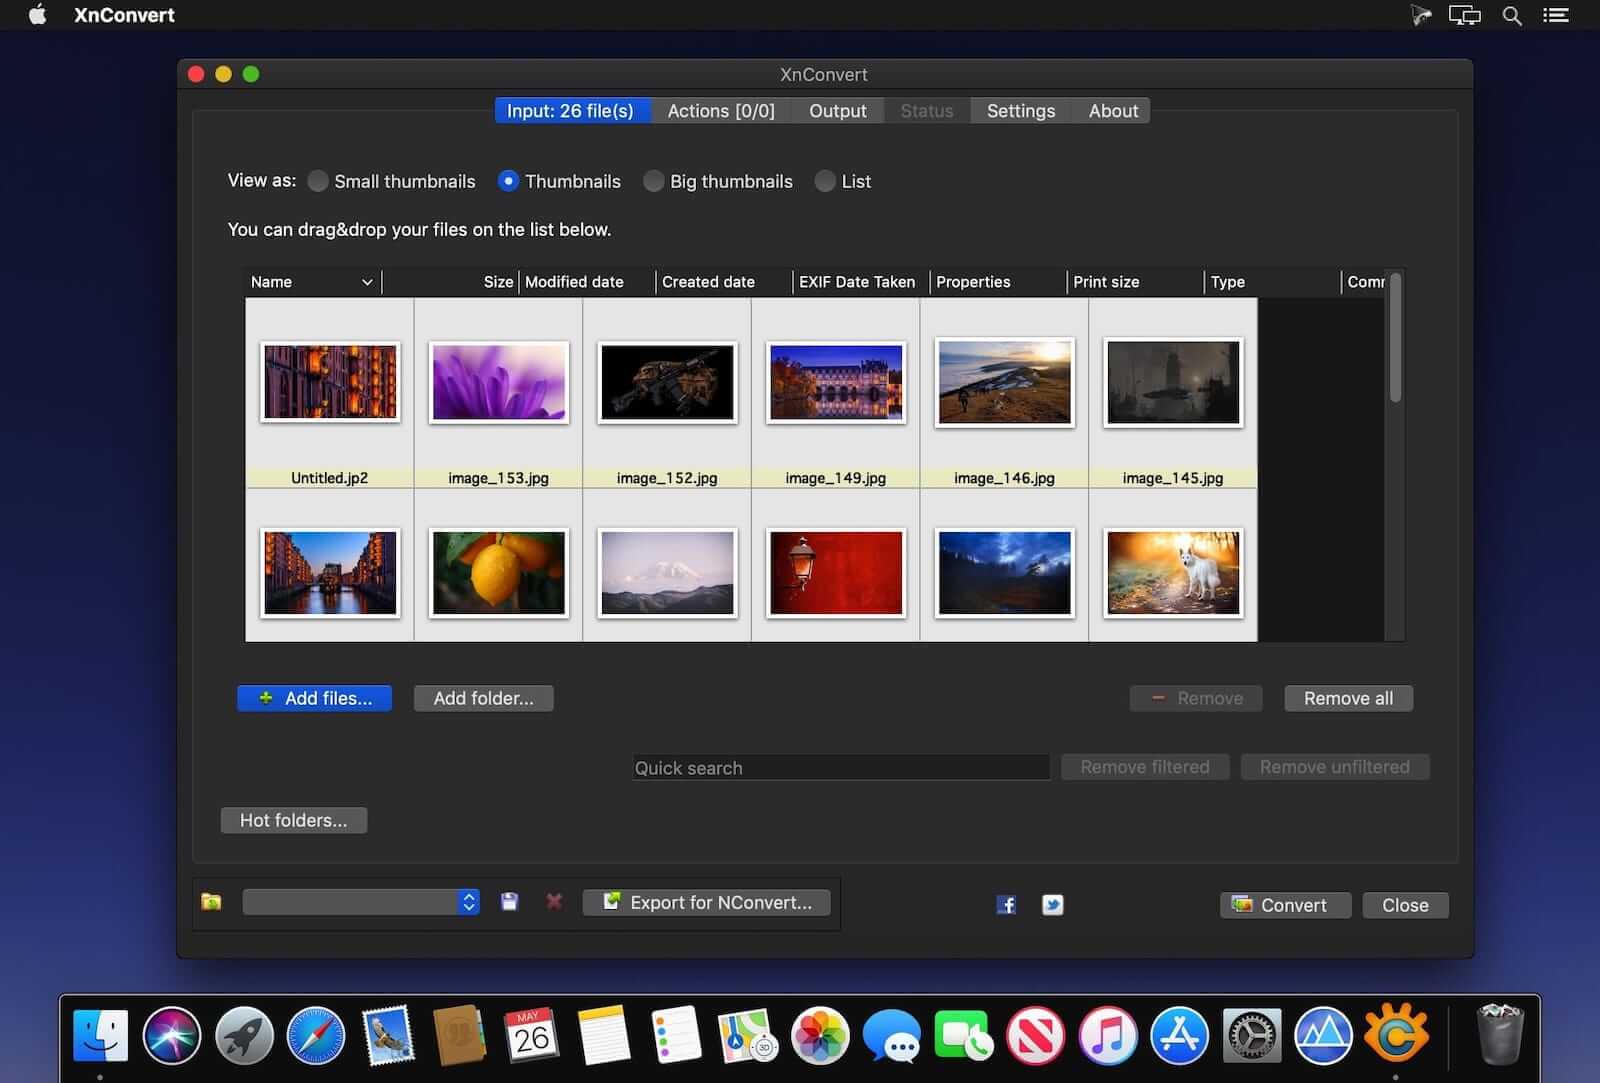 XnConvert
XnConvert
Input: 26 file(s) Actions [0/0] Output Status Settings About
View as: Small thumbnails Thumbnails Big thumbnails List
You can drag&drop your files on the list below.
Name Size Modified date Created date EXIF Date Taken Properties Print size Type Comr
Untitled.jp2 image_153.jpg image_152.jpg image_149.jpg image_146.jpg image_145.jpg
Add files... Add folder... Remove Remove all
Quick search Remove filtered Remove unfiltered
Hot folders...
Export for NConvert... Convert Close
MAY
26
3D